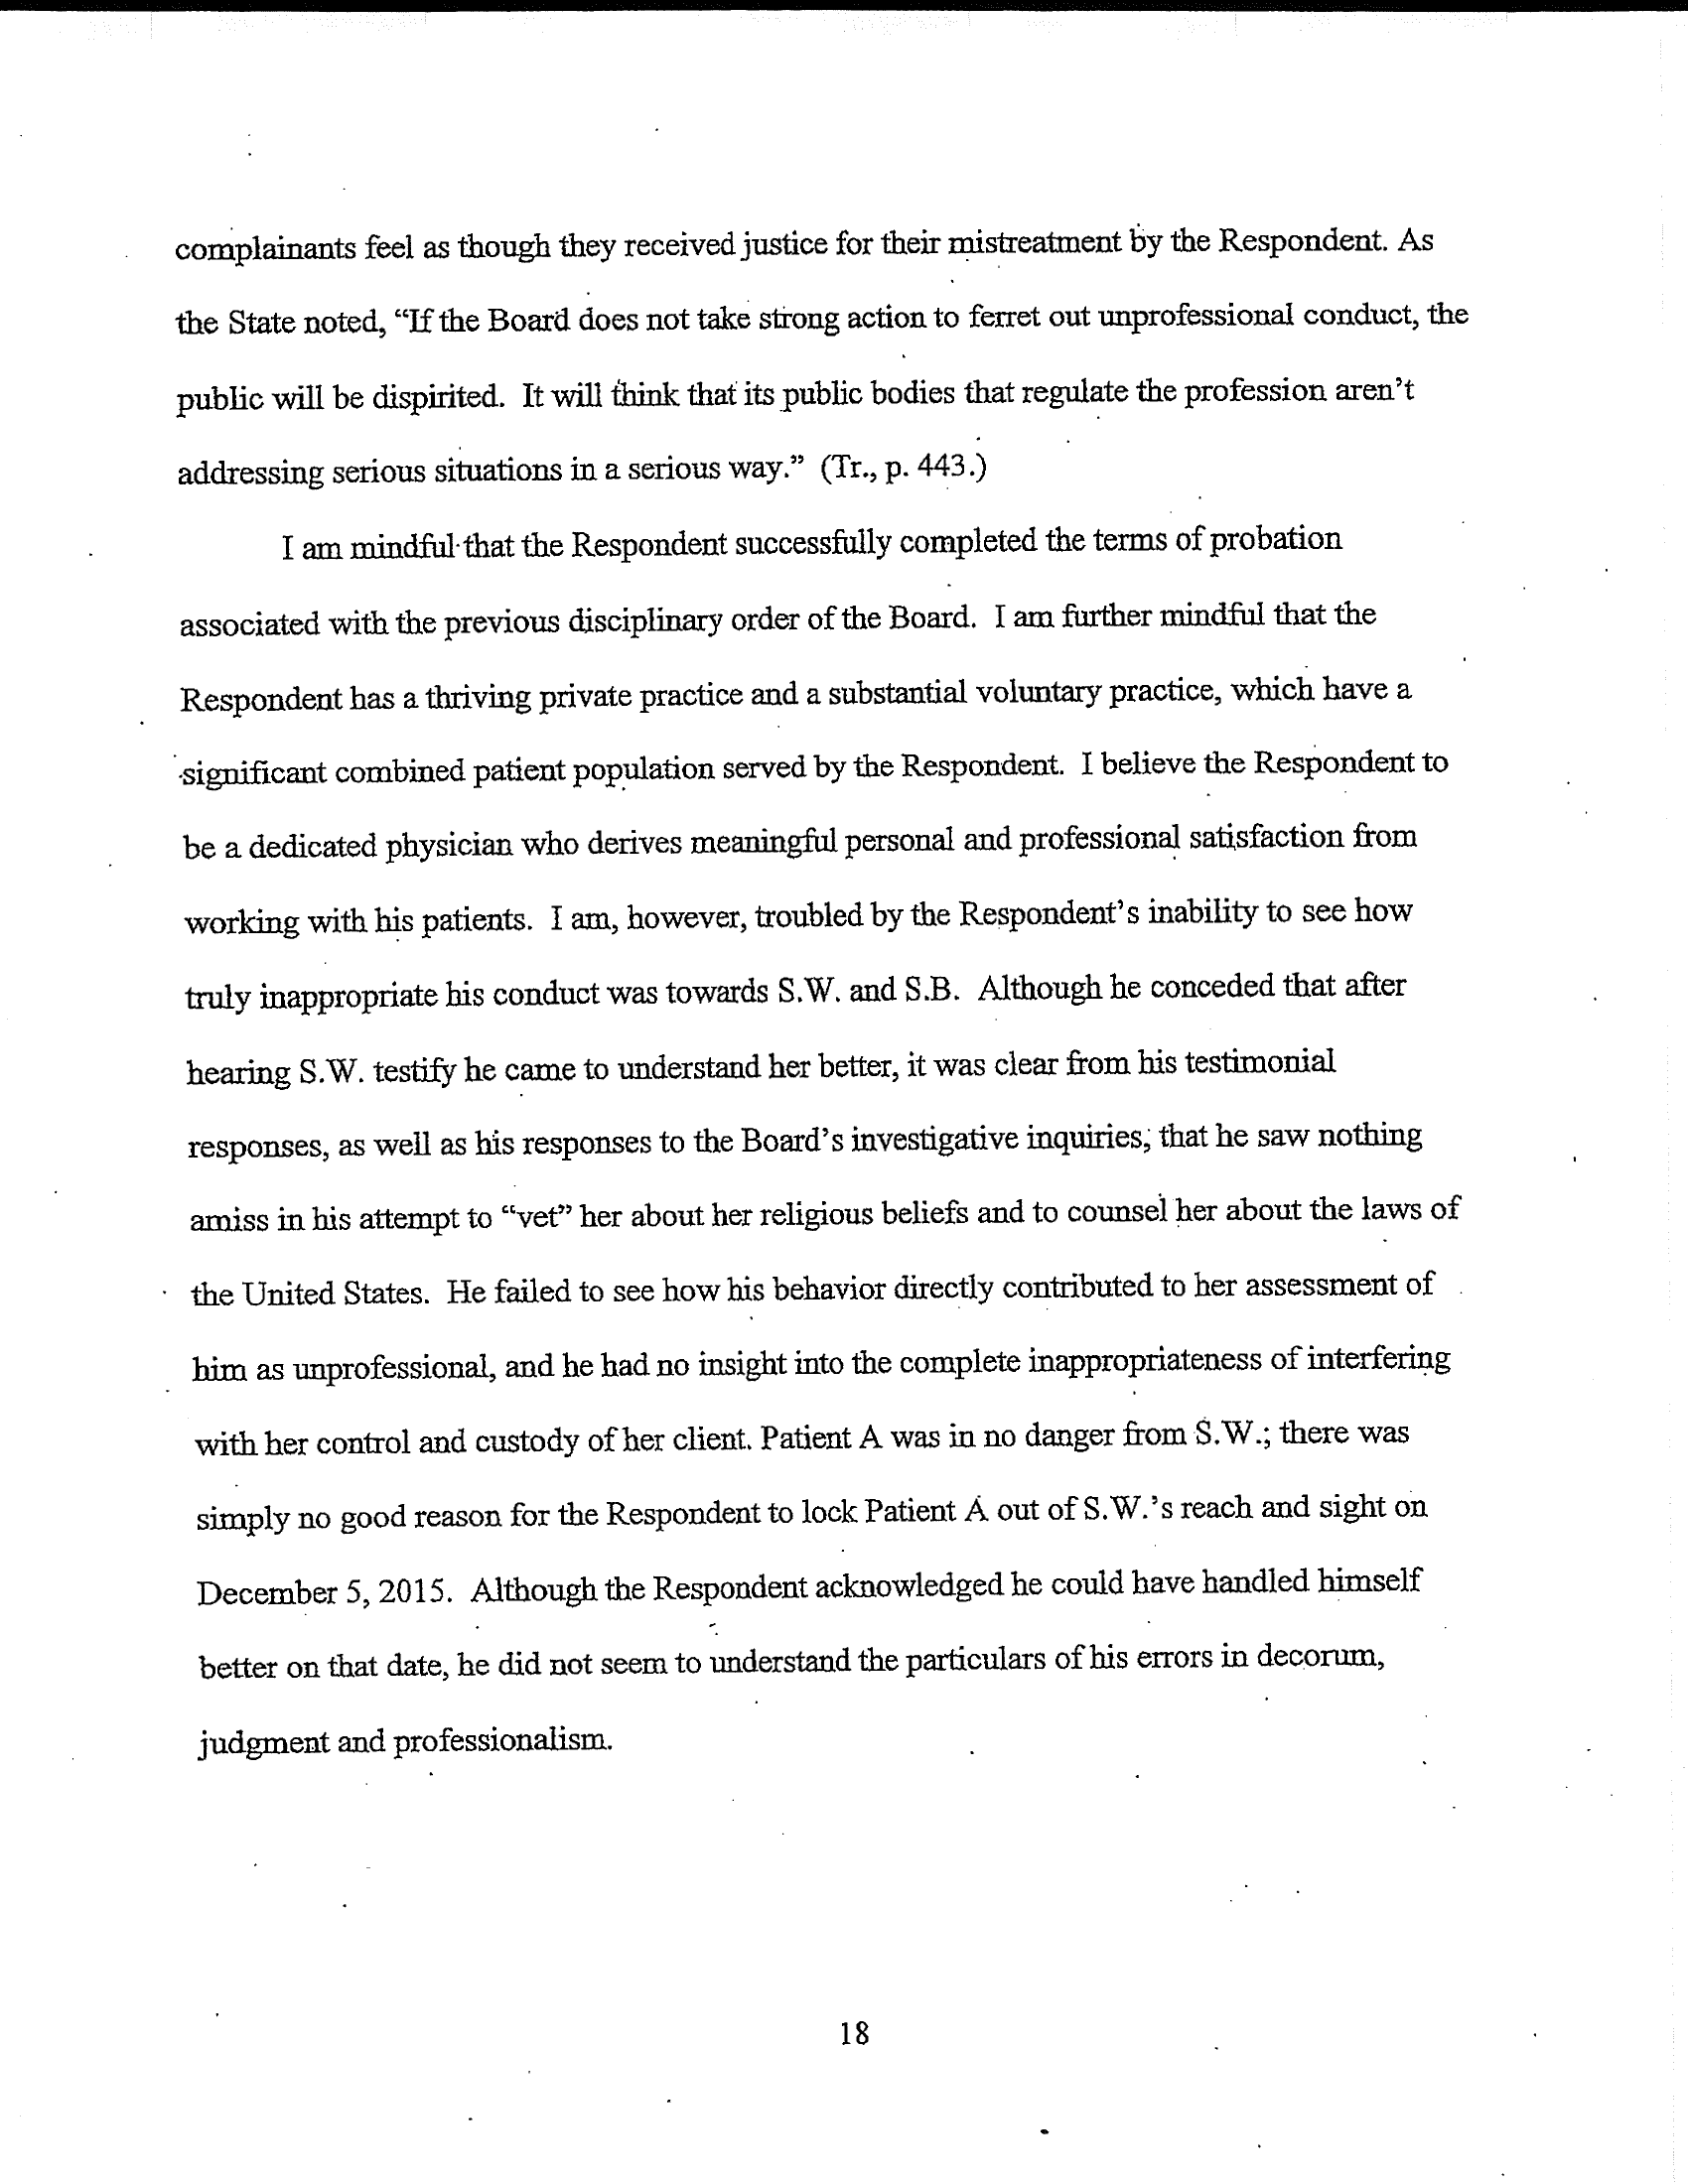 complainants feel as though they received justice for their mistreatment by the Respondent. As
the State noted, “If the Board does not take strong action to ferret out unprofessional conduct, the
public will be dispirited.  It will think that its public bodies that regulate the profession aren’t
addressing serious situations in a serious way.”  (Tr., p. 443.)
I am mindful that the Respondent successfully completed the terms of probation
associated with the previous disciplinary order of the Board.  I am further mindful that the
Respondent has a thriving private practice and a substantial voluntary practice, which have a
significant combined patient population served by the Respondent.  I believe the Respondent to
be a dedicated physician who derives meaningful personal and professional satisfaction from
working with his patients.  I am, however, troubled by the Respondent’s inability to see how
truly inappropriate his conduct was towards S.W. and S.B.  Although he conceded that after
hearing S.W. testify he came to understand her better, it was clear from his testimonial
responses, as well as his responses to the Board’s investigative inquiries, that he saw nothing
amiss in his attempt to “vet” her about her religious beliefs and to counsel her about the laws of
the United States.  He failed to see how his behavior directly contributed to her assessment of
him as unprofessional, and he had no insight into the complete inappropriateness of interfering
with her control and custody of her client. Patient A was in no danger from S.W.; there was
simply no good reason for the Respondent to lock Patient A out of S.W.’s reach and sight on
December 5, 2015.  Although the Respondent acknowledged he could have handled himself
better on that date, he did not seem to understand the particulars of his errors in decorum,
judgment and professionalism.
18